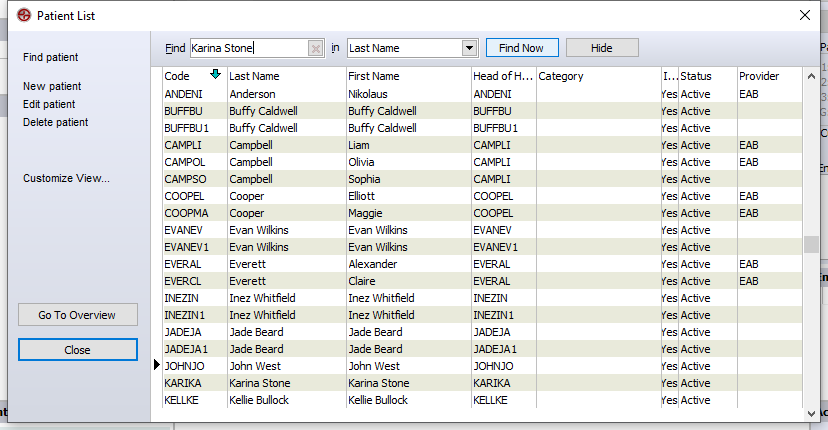 Patient List
Find patient
New patient
Edit patient
Delete patient
Customize View...
Go To Overview
Close
Find Karina Stone in Last Name Find Now Hide
Code Last Name First Name Head of H... Category I... Status Provider
ANDENI Anderson Nikolaus ANDENI Yes Active EAB
BUFFBU Buffy Caldwell Buffy Caldwell BUFFBU Yes Active
BUFFBU1 Buffy Caldwell Buffy Caldwell BUFFBU1 Yes Active
CAMPLI Campbell Liam CAMPLI Yes Active EAB
CAMPOL Campbell Olivia CAMPLI Yes Active EAB
CAMPSO Campbell Sophia CAMPLI Yes Active
COOPEL Cooper Elliott COOPEL Yes Active EAB
COOPMA Cooper Maggie COOPEL Yes Active EAB
EVANEV Evan Wilkins Evan Wilkins EVANEV Yes Active
EVANEV1 Evan Wilkins Evan Wilkins EVANEV1 Yes Active
EVERAL Everett Alexander EVERAL Yes Active EAB
EVERCL Everett Claire EVERAL Yes Active EAB
INEZIN Inez Whitfield Inez Whitfield INEZIN Yes Active
INEZIN1 Inez Whitfield Inez Whitfield INEZIN1 Yes Active
JADEJA Jade Beard Jade Beard JADEJA Yes Active
JADEJA1 Jade Beard Jade Beard JADEJA1 Yes Active
JOHNJO John West John West JOHNJO Yes Active
KARIKA Karina Stone Karina Stone KARIKA Yes Active
KELLKE Kellie Bullock Kellie Bullock KELLKE Yes Active